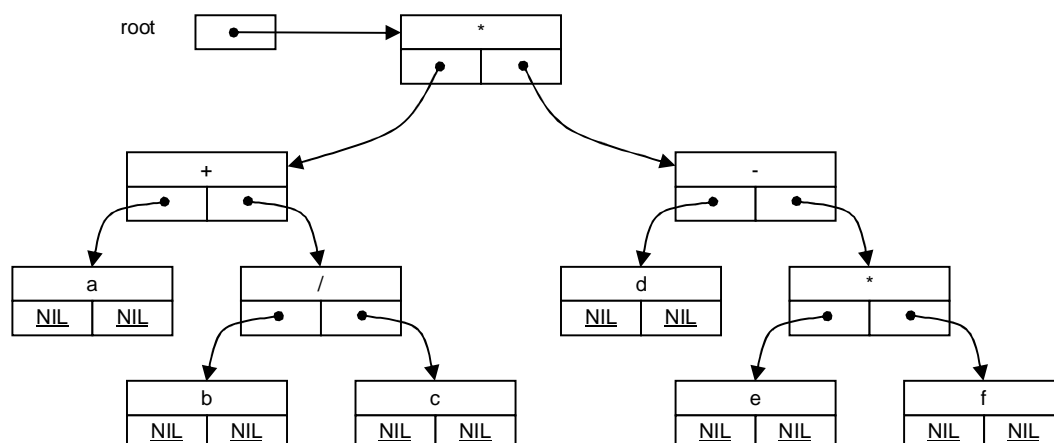 root
*
+ -
a / d *
NIL NIL NIL NIL
b c e f
NIL NIL NIL NIL NIL NIL NIL NIL